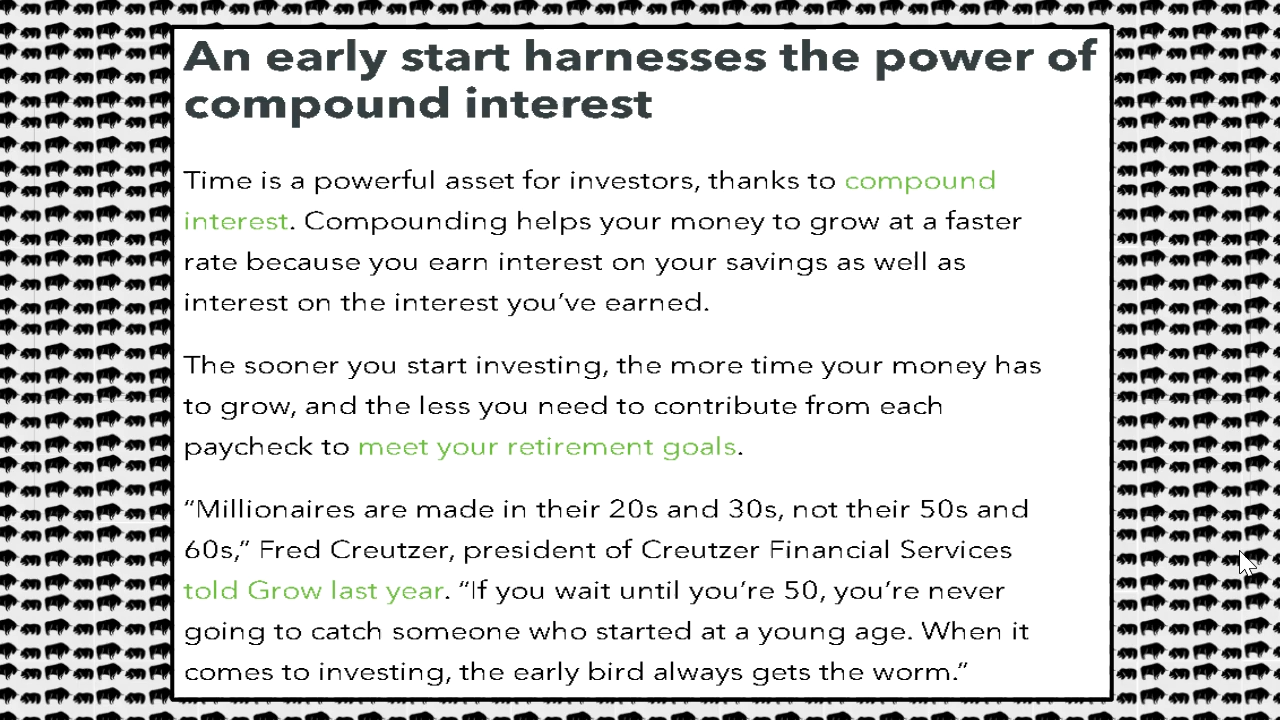 An early start harnesses the power of
compound interest
Time is a powerful asset for investors, thanks to compound
interest. Compounding helps your money to grow at a faster
rate because you earn interest on your savings as well as
interest on the interest you’ve earned.
The sooner you start investing, the more time your money has
to grow, and the less you need to contribute from each
paycheck to meet your retirement goals.
“Millionaires are made in their 20s and 30s, not their 50s and
60s,” Fred Creutzer, president of Creutzer Financial Services
told Grow last year. “If you wait until you’re 50, you’re never
going to catch someone who started at a young age. When it
comes to investing, the early bird always gets the worm.”